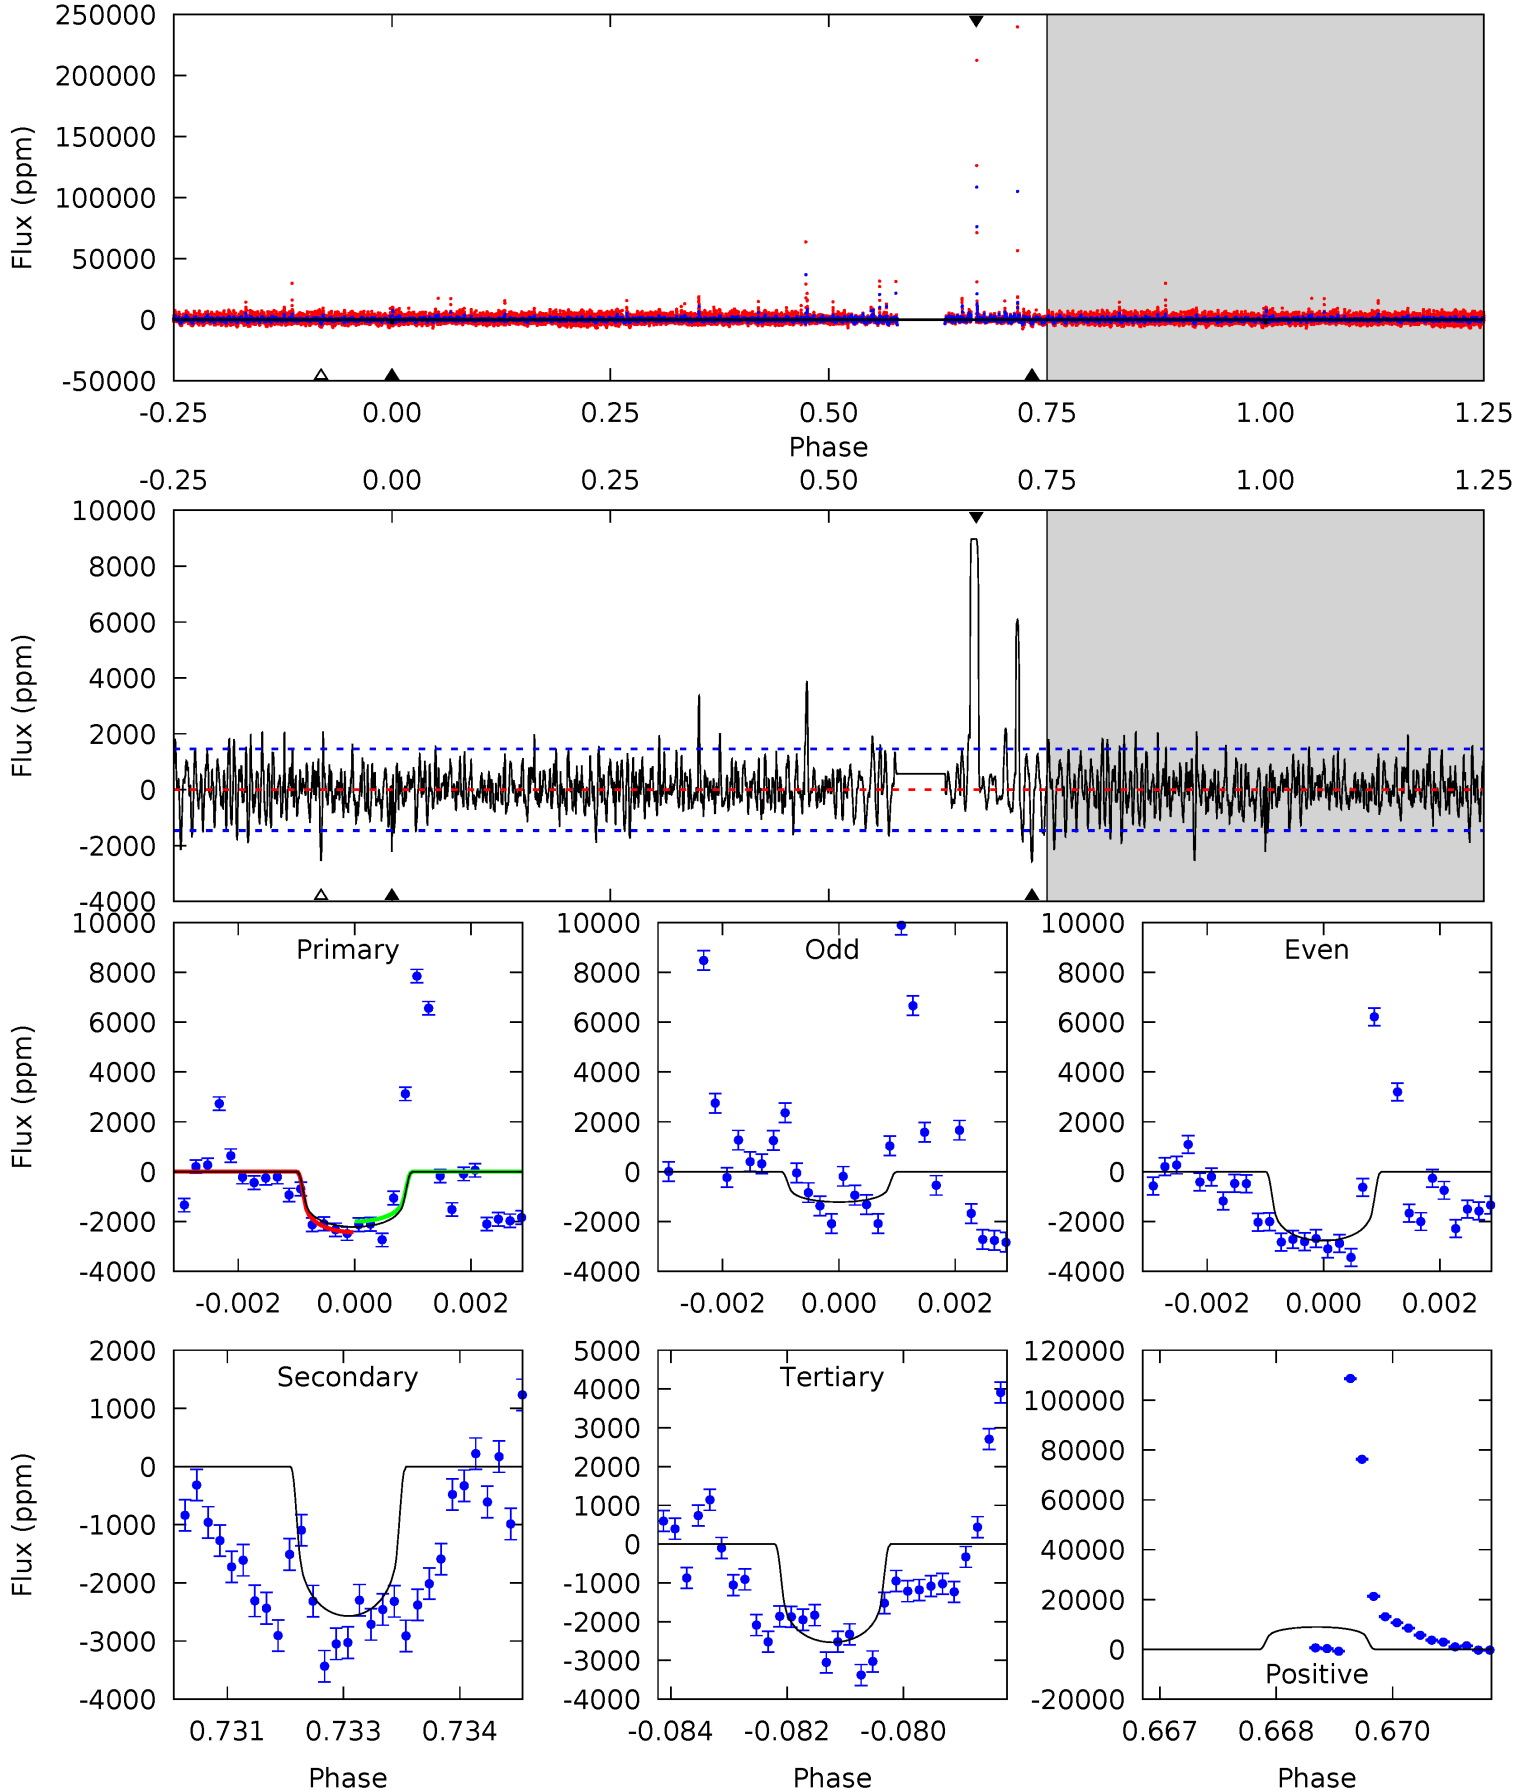 250000
200000
150000
100000
50000
0
-50000
Flux (ppm)
-0.25 0.00 0.25 0.50 0.75 1.00 1.25
Phase
-0.25 0.00 0.25 0.50 0.75 1.00 1.25
10000
8000
6000
4000
2000
0
-2000
-4000
Flux (ppm)
Primary
10000
8000
6000
4000
2000
0
-2000
-4000
Flux (ppm)
-0.002 0.000 0.002
Odd
10000
8000
6000
4000
2000
0
-2000
-4000
-0.002 0.000 0.002
Even
10000
8000
6000
4000
2000
0
-2000
-4000
-0.002 0.000 0.002
Secondary
2000
1000
0
-1000
-2000
-3000
-4000
Flux (ppm)
0.731 0.733 0.734
Phase
Tertiary
5000
4000
3000
2000
1000
0
-1000
-2000
-3000
-4000
-0.084 -0.082 -0.080
Phase
120000
100000
80000
60000
40000
20000
0
-20000
Positive
0.667 0.668 0.670
Phase